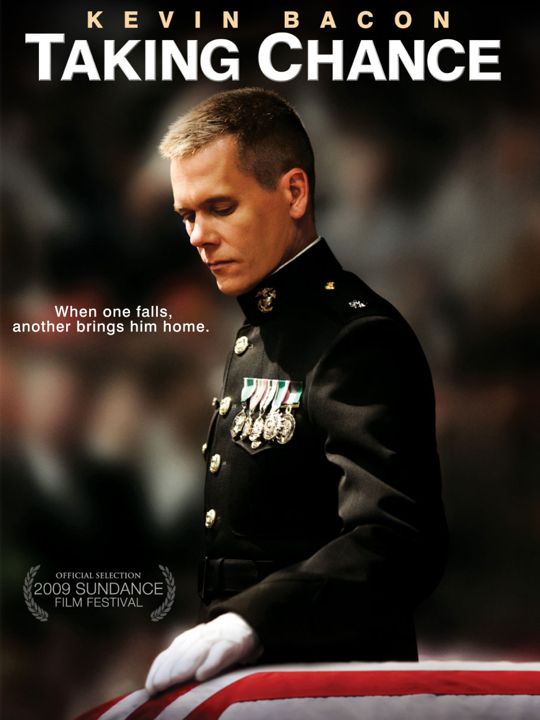 KEVIN BACON
TAKING CHANCE
When one falls,
another brings him home.
OFFICIAL SELECTION
2009 SUNDANCE
FILM FESTIVAL